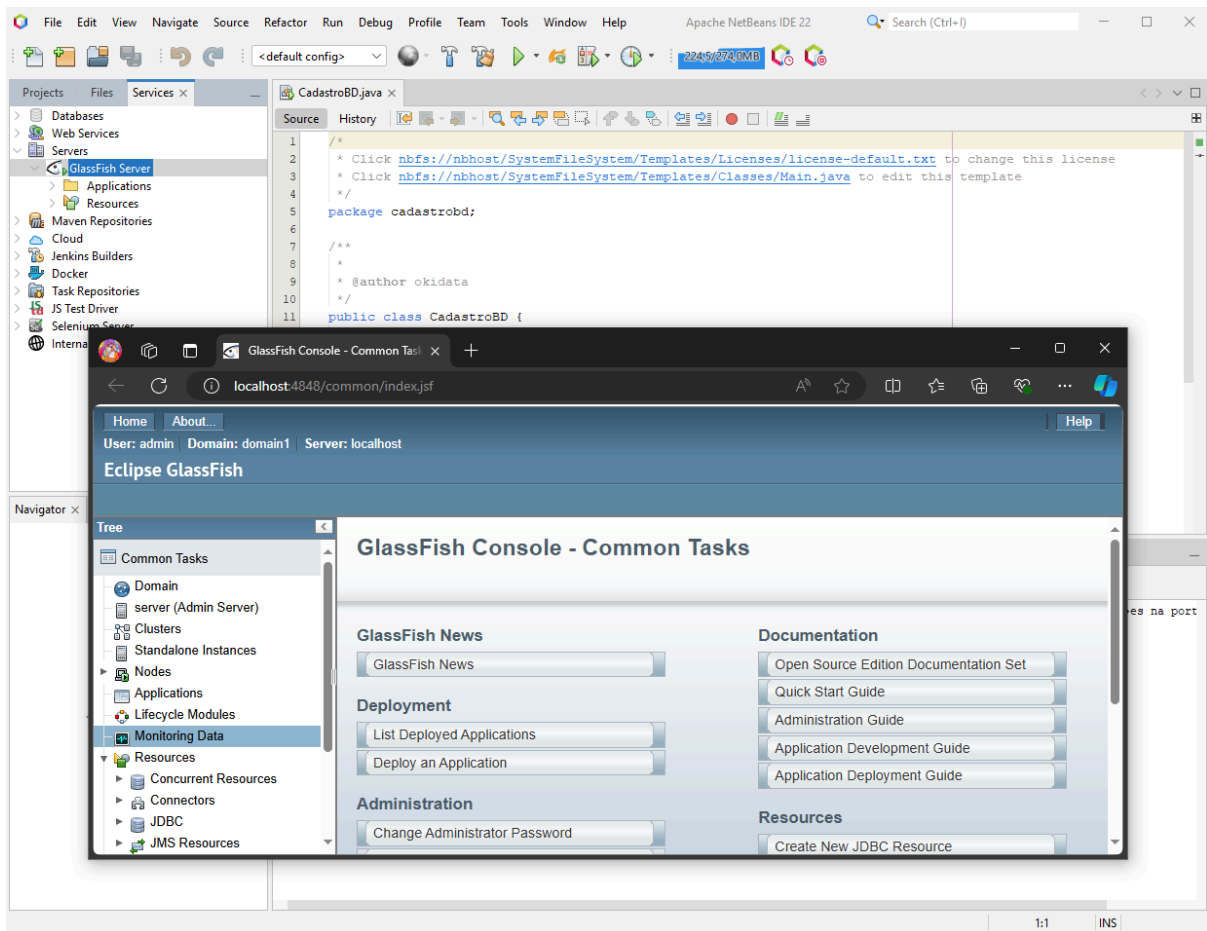 File Edit View Navigate Source Refactor Run Debug Profile Team Tools Window Help Apache NetBeans IDE 22 Search (Ctrl+I)
<default config> 224,5/274,0MB
Projects Files Services
Databases
Web Services
Servers
GlassFish Server
Applications
Resources
Maven Repositories
Cloud
Jenkins Builders
Docker
Task Repositories
JS Test Driver
Selenium Server
Interna
CadastroBD.java
Source History
1 /*
2 * Click nbfs://nbhost/SystemFileSystem/Templates/Licenses/license-default.txt to change this license
3 * Click nbfs://nbhost/SystemFileSystem/Templates/Classes/Main.java to edit this template
4 */
5 package cadastrobd;
6
7 /**
8 *
9 * @author okidata
10 */
11 public class CadastroBD {
Navigator
es na port
GlassFish Console - Common Task
localhost:4848/common/index.jsf
Home About... Help
User: admin Domain: domain1 Server: localhost
Eclipse GlassFish
Tree
Common Tasks
Domain
server (Admin Server)
Clusters
Standalone Instances
Nodes
Applications
Lifecycle Modules
Monitoring Data
Resources
Concurrent Resources
Connectors
JDBC
JMS Resources
GlassFish Console - Common Tasks
GlassFish News
GlassFish News
Deployment
List Deployed Applications
Deploy an Application
Administration
Change Administrator Password
Documentation
Open Source Edition Documentation Set
Quick Start Guide
Administration Guide
Application Development Guide
Application Deployment Guide
Resources
Create New JDBC Resource
1:1 INS